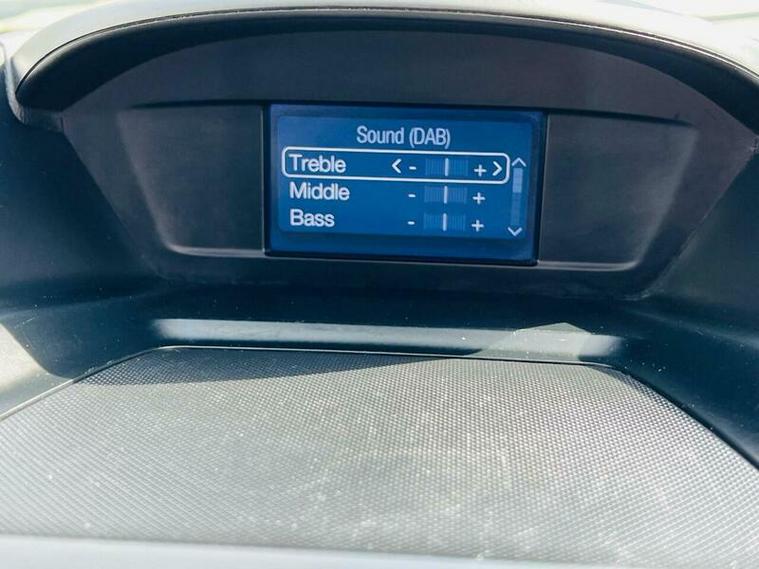 Sound (DAB)
Treble < - + >
Middle - +
Bass - +